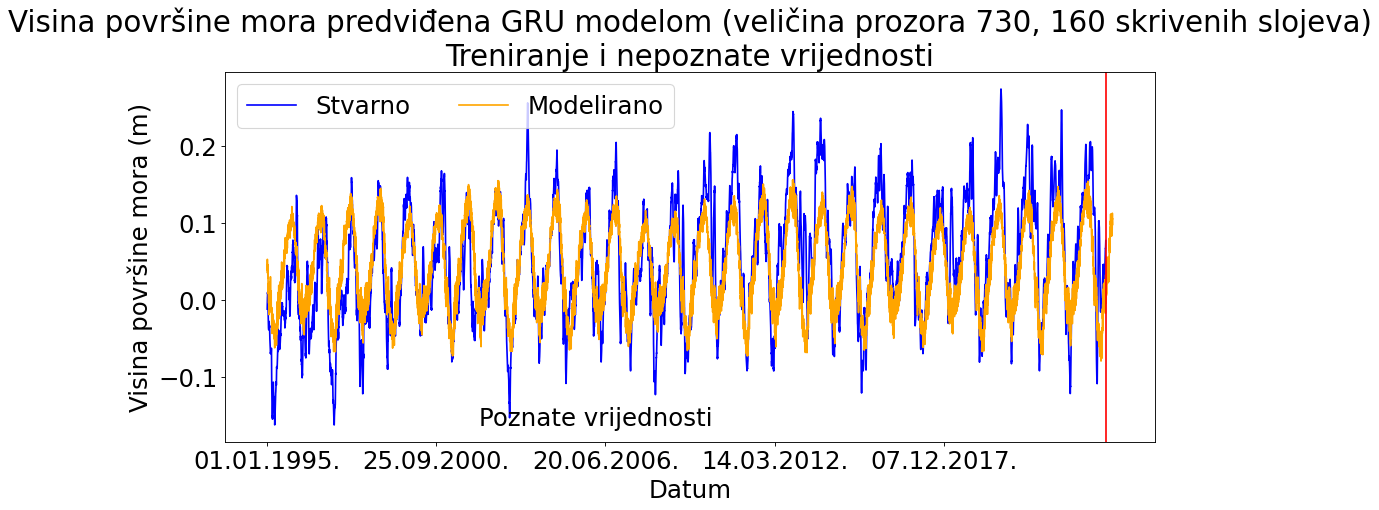 Visina površine mora predviđena GRU modelom (veličina prozora 730, 160 skrivenih slojeva)
Treniranje i nepoznate vrijednosti
Stvarno
Modelirano
Visina površine mora (m)
0.2
0.1
0.0
−0.1
Poznate vrijednosti
01.01.1995.
25.09.2000.
20.06.2006.
14.03.2012.
07.12.2017.
Datum